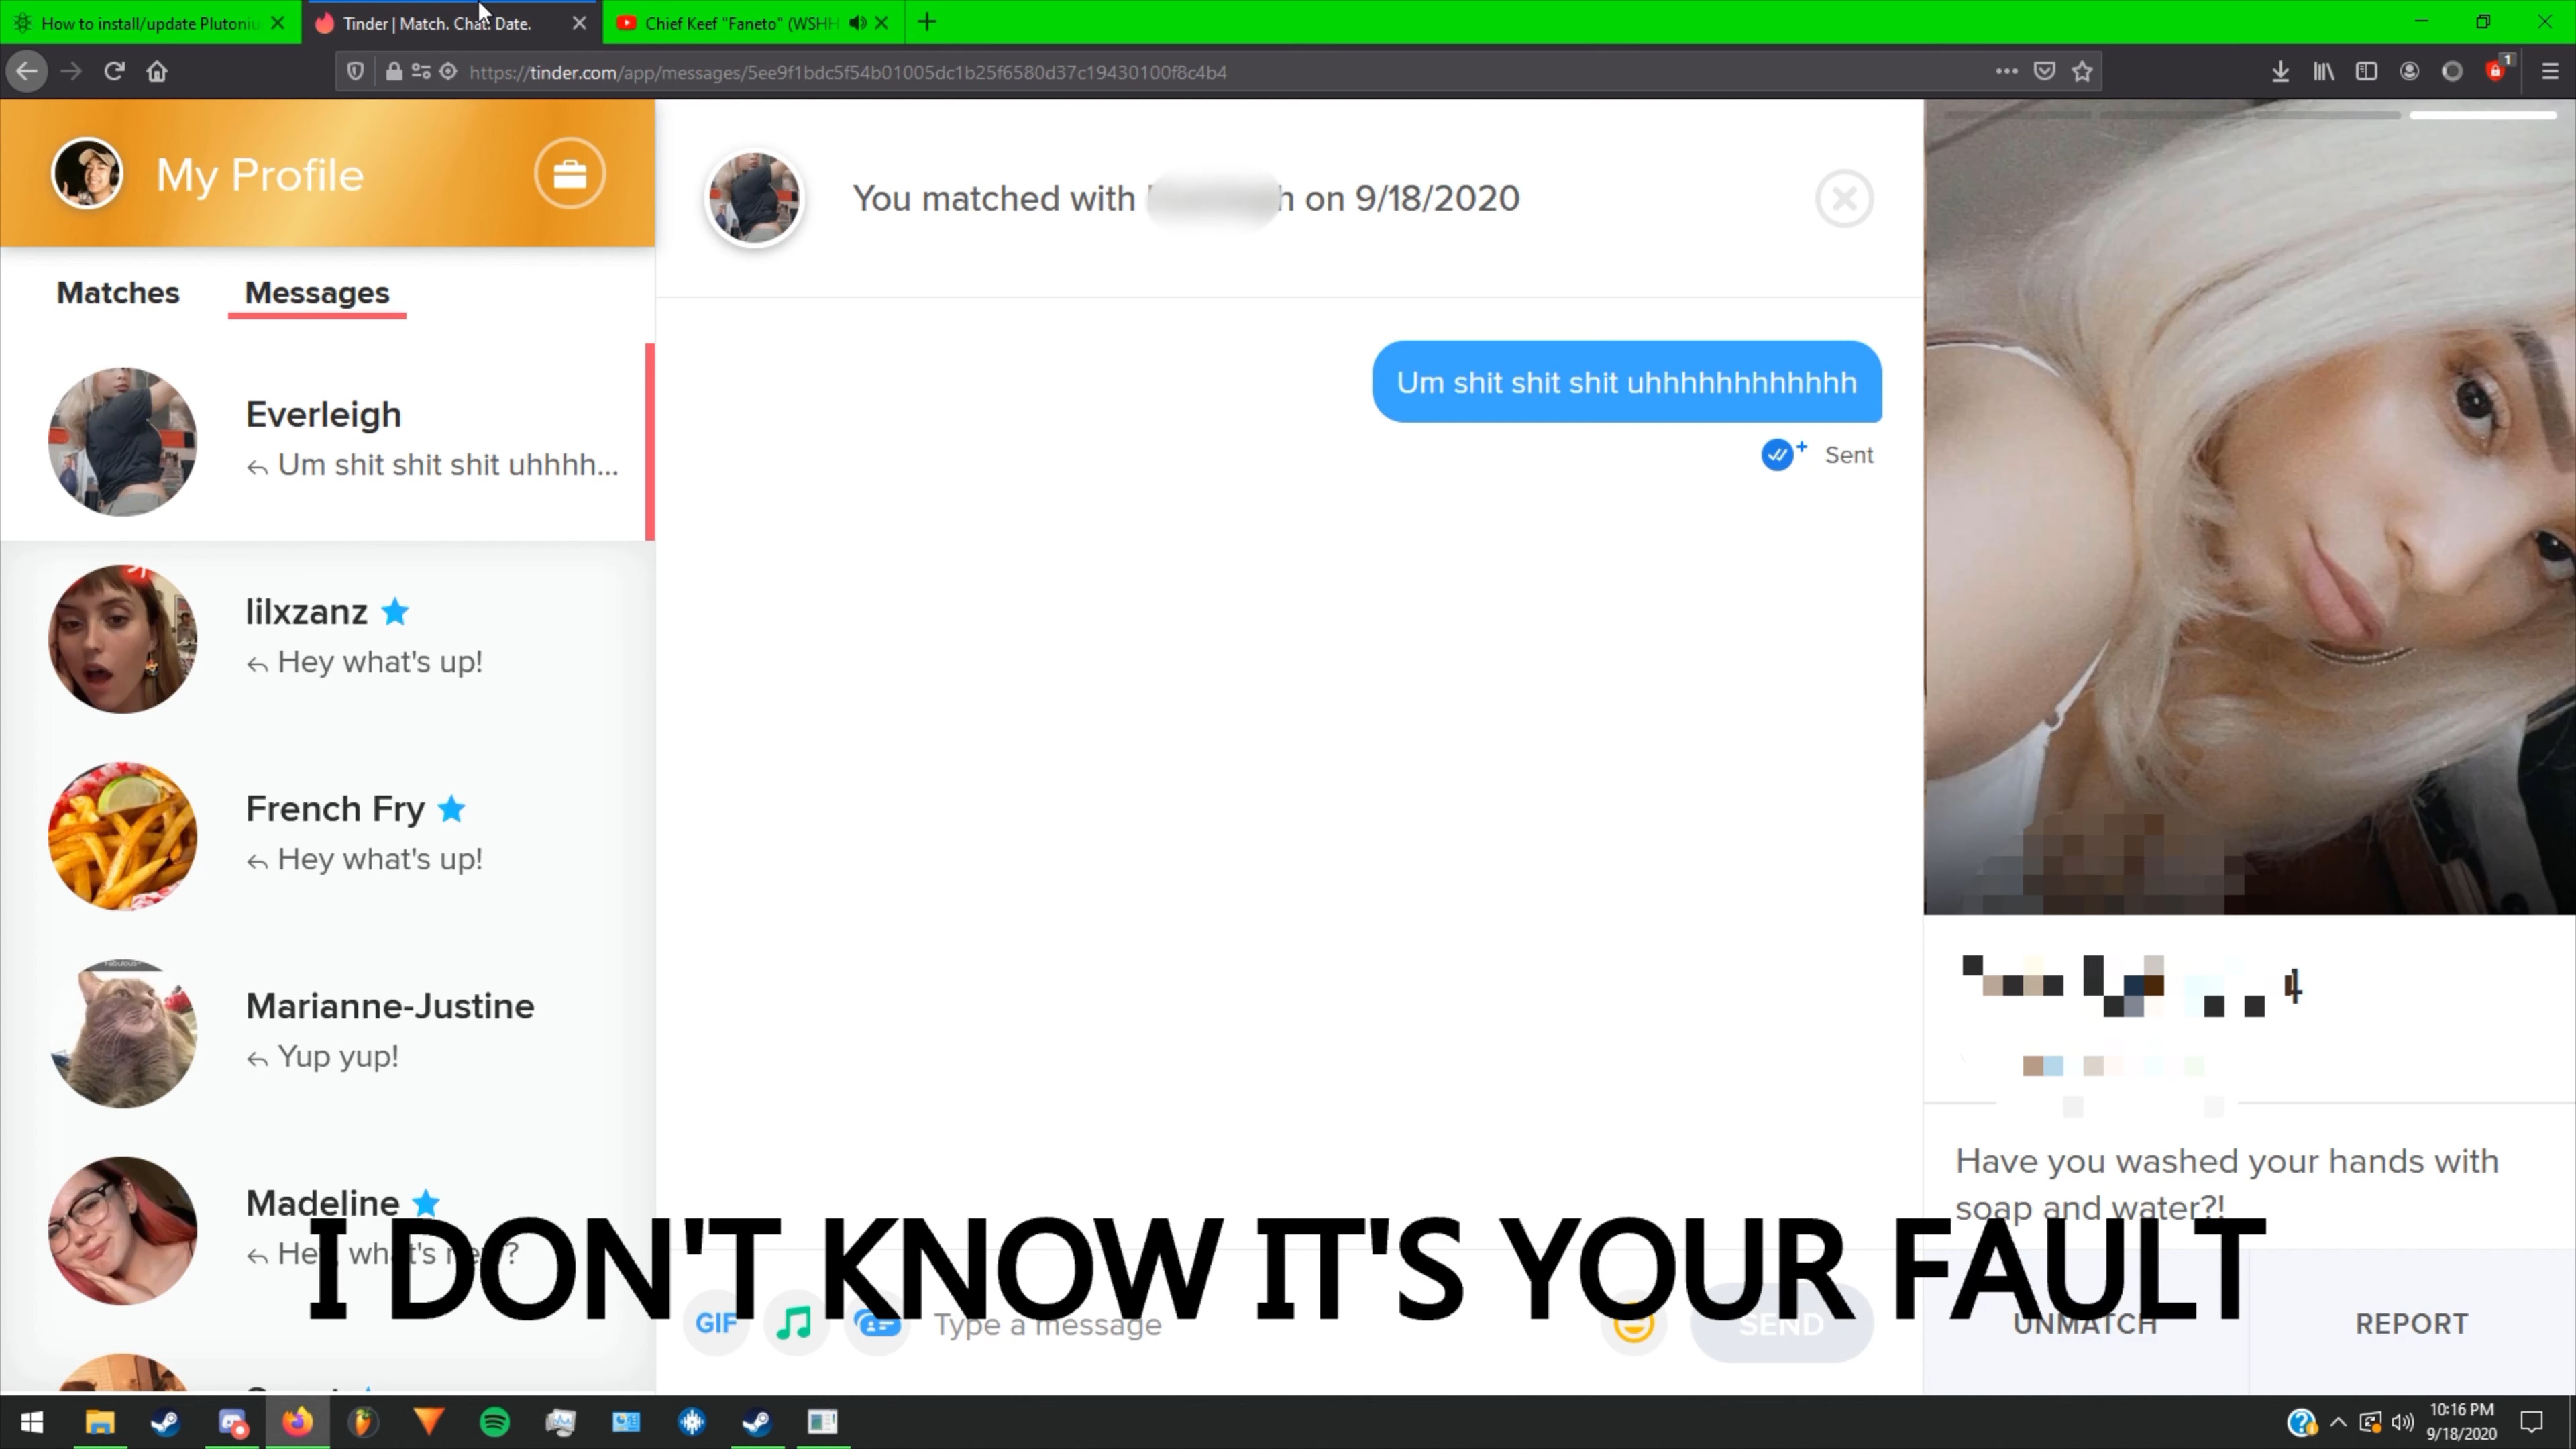 How to install/update Plutoniu
Tinder | Match. Chat. Date.
Chief Keef "Faneto" (WSHH
https://tinder.com/app/messages/5ee9f1bdc5f54b01005dc1b25f6580d37c19430100f8c4b4
1
My Profile
You matched with h on 9/18/2020
Matches
Messages
Um shit shit shit uhhhhhhhhhhhh
Sent
Everleigh
Um shit shit shit uhhhh...
lilxzanz
Hey what's up!
French Fry
Hey what's up!
Fabulous
Marianne-Justine
Yup yup!
Have you washed your hands with
soap and water?!
Madeline
I DON'T KNOW IT'S YOUR FAULT
GIF
Type a message
SEND
UNMATCH
REPORT
10:16 PM
9/18/2020